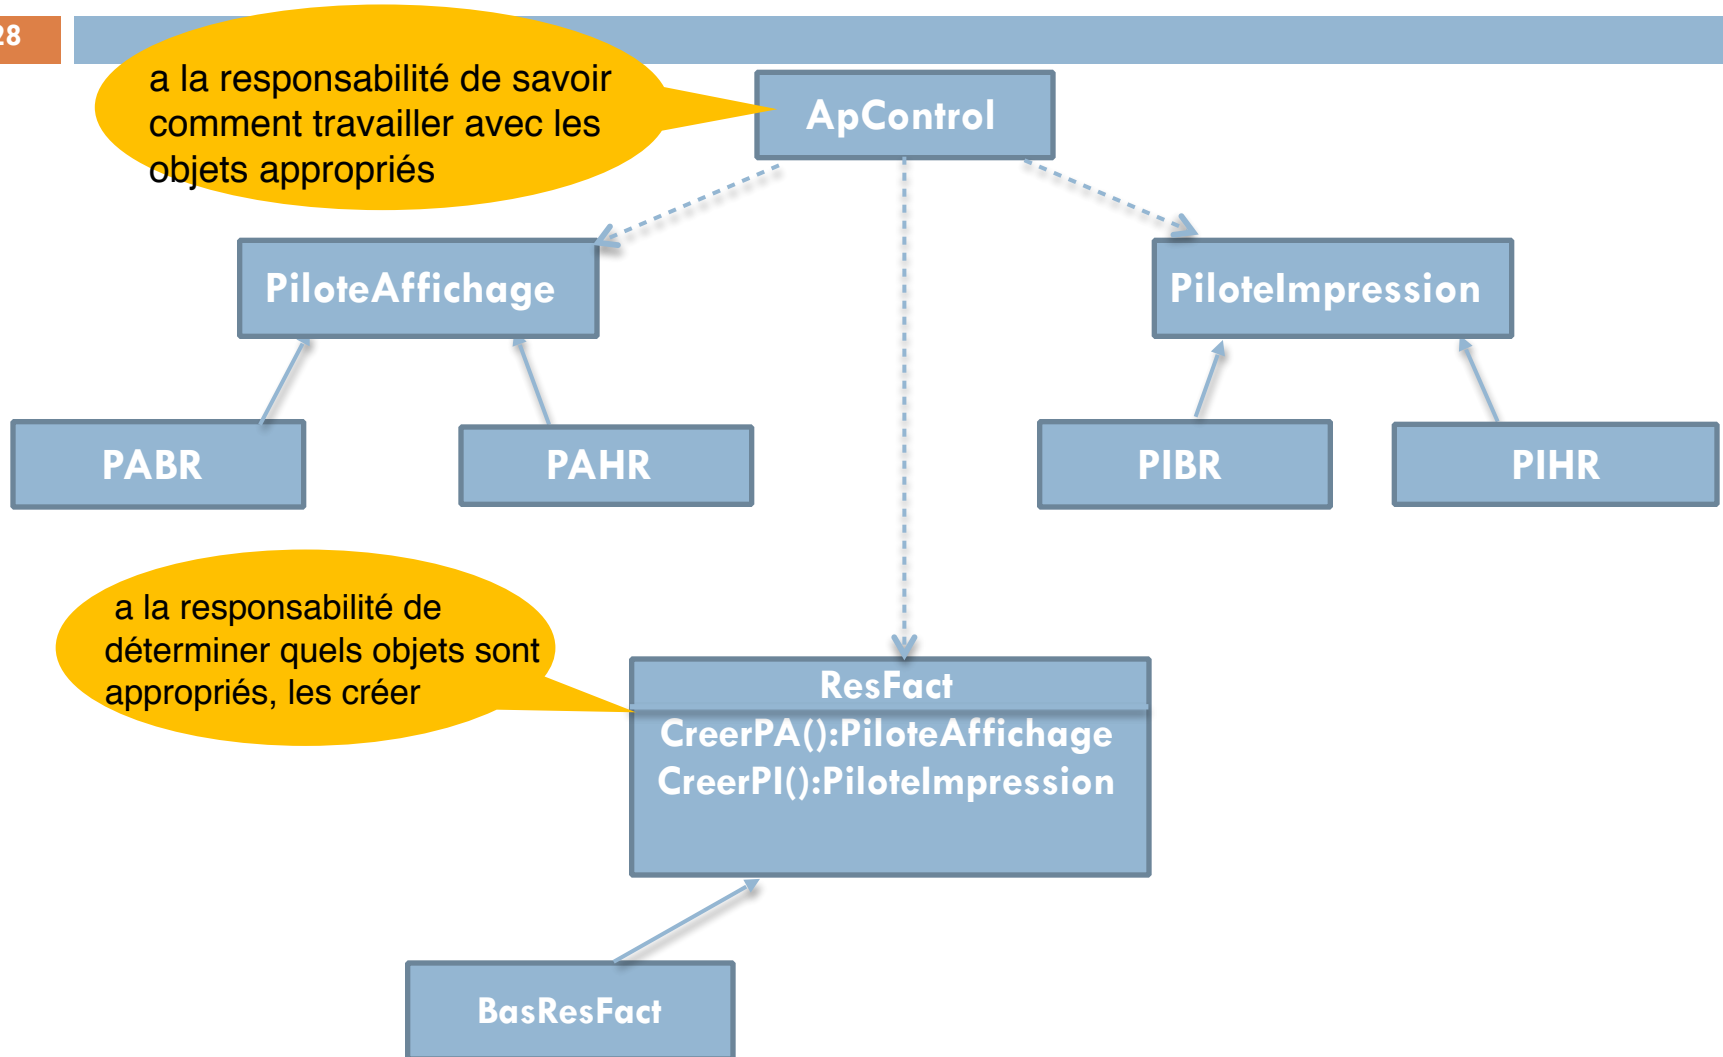 28
a la responsabilité de savoir
comment travailler avec les
objets appropriés
ApControl
PiloteAffichage
PiloteImpression
PABR
PAHR
PIBR
PIHR
a la responsabilité de
déterminer quels objets sont
appropriés, les créer
ResFact
CreerPA():PiloteAffichage
CreerPI():PiloteImpression
BasResFact